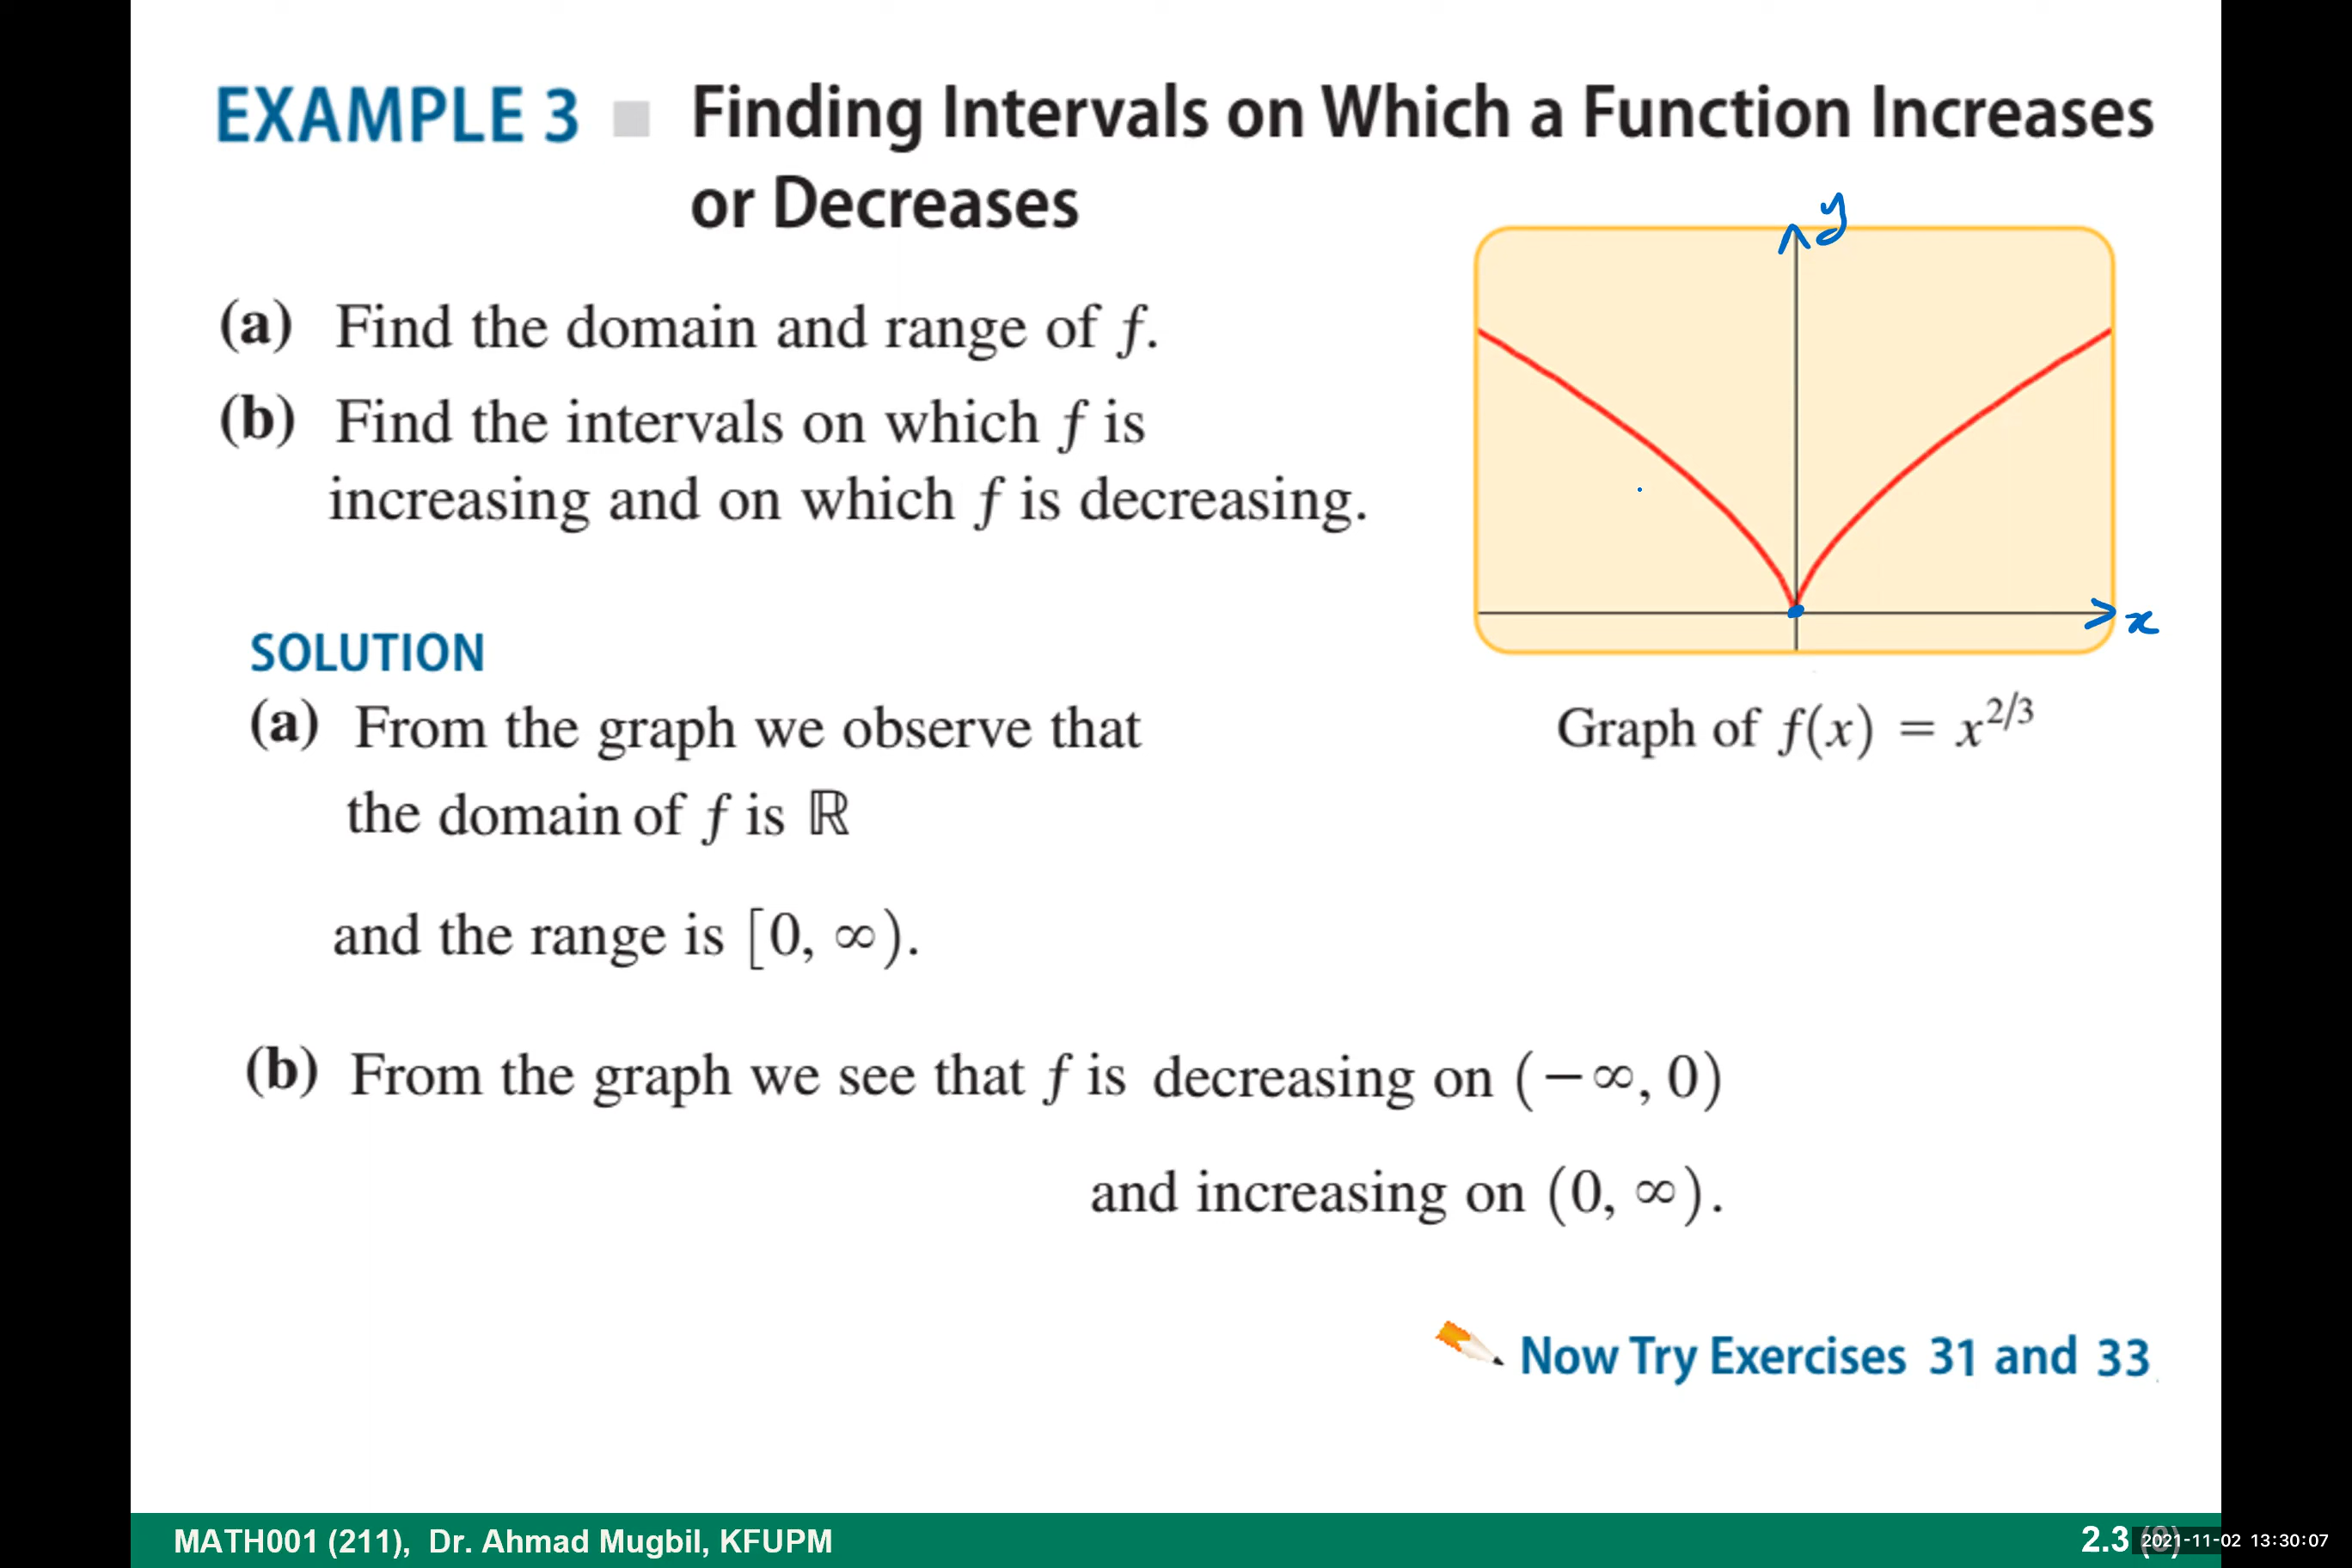 EXAMPLE 3 ■ Finding Intervals on Which a Function Increases
or Decreases
(a) Find the domain and range of f.
(b) Find the intervals on which f is
increasing and on which f is decreasing.
y
x
Graph of f(x) = x^{2/3}
SOLUTION
(a) From the graph we observe that
the domain of f is ℝ
and the range is [0, ∞).
(b) From the graph we see that f is decreasing on (−∞, 0)
and increasing on (0, ∞).
Now Try Exercises 31 and 33
MATH001 (211), Dr. Ahmad Mugbil, KFUPM
2.3
2021-11-02 13:30:07